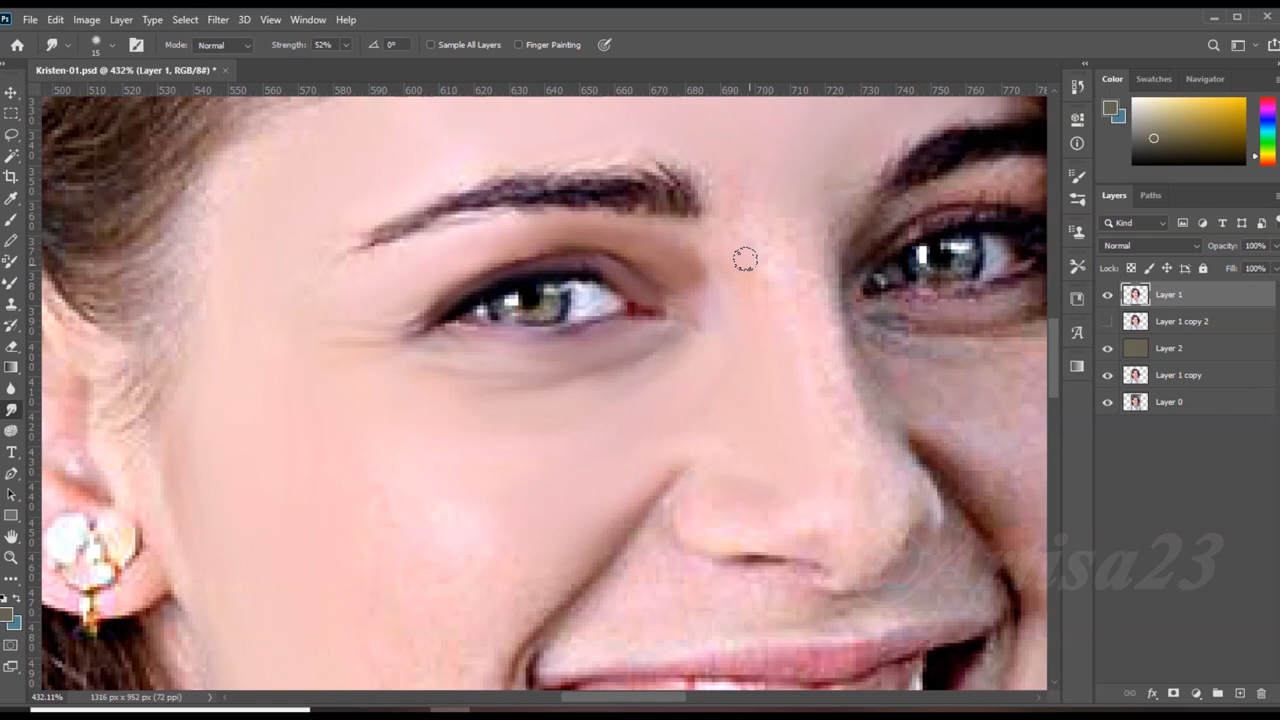 Ps File Edit Image Layer Type Select Filter 3D View Window Help
15 Mode: Normal Strength: 52% 0° Sample All Layers Finger Painting
Kristen-01.psd @ 432% (Layer 1, RGB/8#) * ×
500 510 520 530 540 550 560 570 580 590 600 610 620 630 640 650 660 670 680 690 700 710 720 730 740 750 760 770
Color Swatches Navigator
Layers Paths
Kind
Normal Opacity: 100%
Lock: Fill: 100%
Layer 1
Layer 1 copy 2
Layer 2
Layer 1 copy
Layer 0
432.11% 1316 px x 952 px (72 ppi)